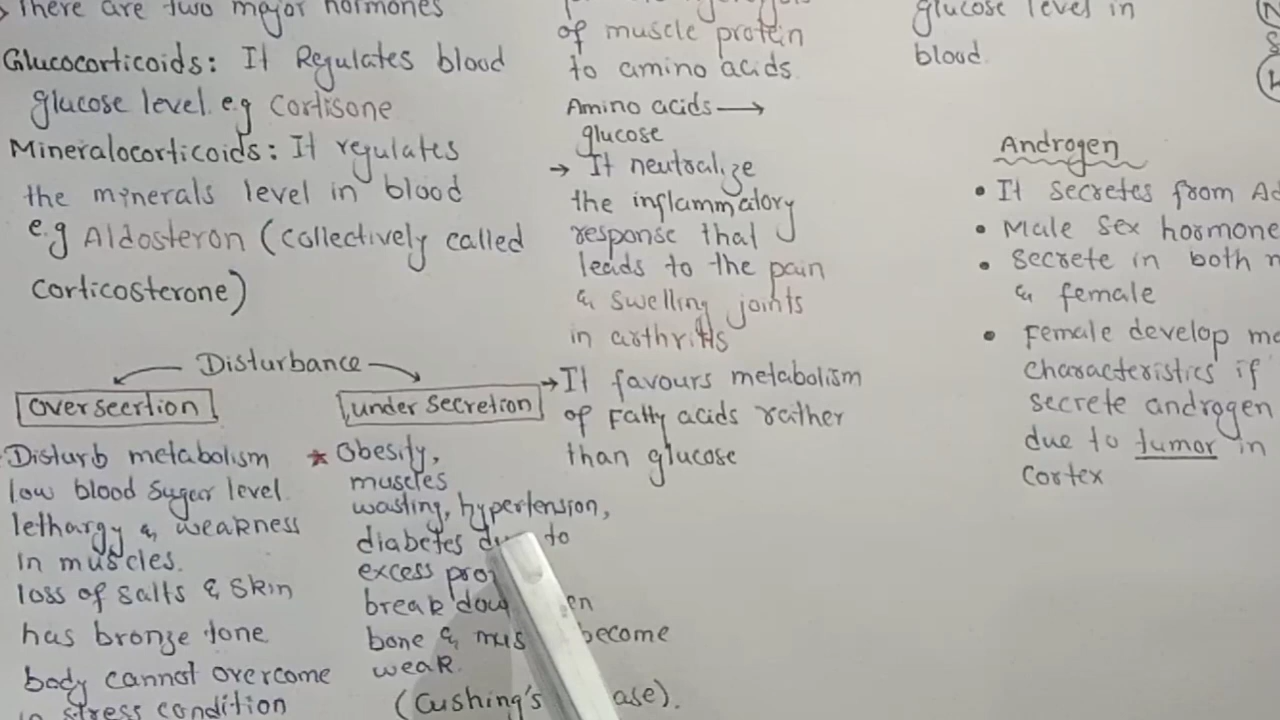 There are two major hormones
Glucocorticoids: It Regulates blood
glucose level. e.g Cortisone
Mineralocorticoids: It regulates
the minerals level in blood
e.g Aldosteron (collectively called
corticosterone)
Disturbance
oversecrtion
under secretion
Disturb metabolism
low blood sugar level
lethargy & weakness
in muscles.
loss of salts & skin
has bronze tone
body cannot overcome
in stress condition
* Obesity,
muscles
wasting, hypertension,
diabetes to
excess
break
bone & become
weak.
(Cushing's
of muscle protein
to amino acids
Amino acids →
glucose
→ It neutralize
the inflammatory
response that
leads to the pain
& swelling joints
in arthritis
→ It favours metabolism
of Fatty acids rather
than glucose
glucose level in
blood.
Androgen
• It secretes from
• Male sex hormone
• secrete in both
& female
• Female develop
characteristics if
secrete androgen
due to tumor in
cortex